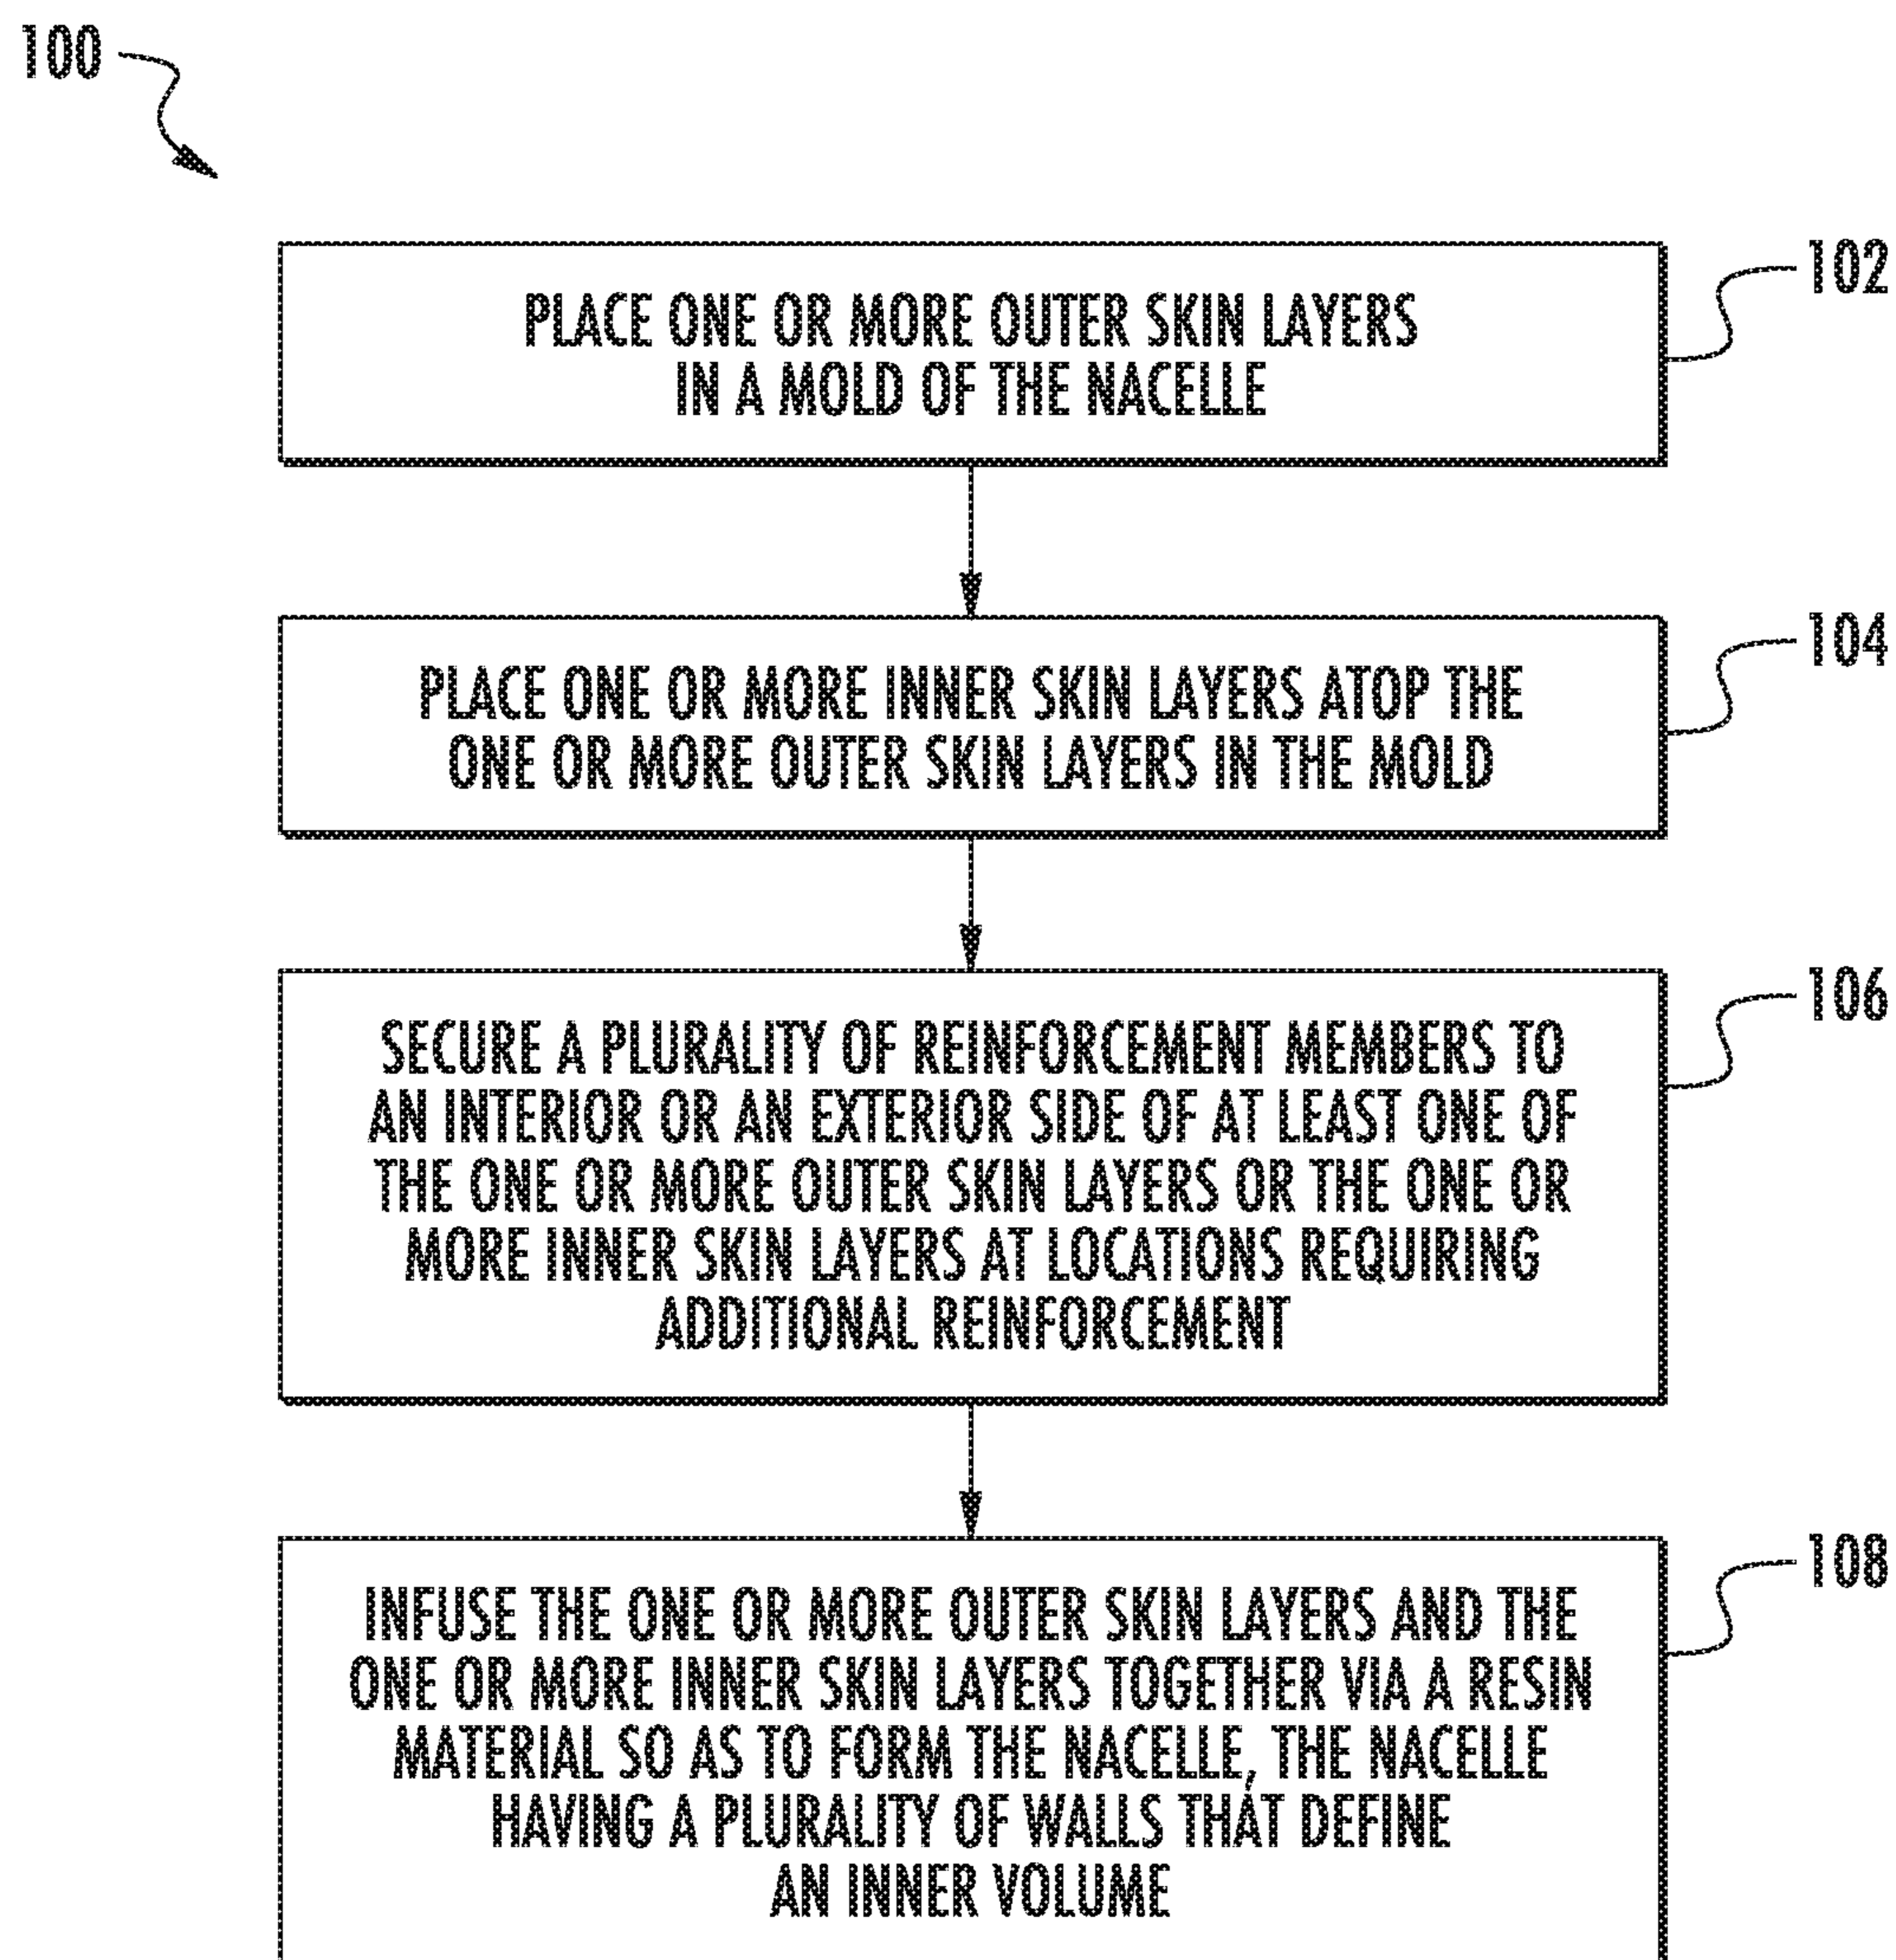 100
102
PLACE ONE OR MORE OUTER SKIN LAYERS
IN A MOLD OF THE NACELLE
104
PLACE ONE OR MORE INNER SKIN LAYERS ATOP THE
ONE OR MORE OUTER SKIN LAYERS IN THE MOLD
106
SECURE A PLURALITY OF REINFORCEMENT MEMBERS TO
AN INTERIOR OR AN EXTERIOR SIDE OF AT LEAST ONE OF
THE ONE OR MORE OUTER SKIN LAYERS OR THE ONE OR
MORE INNER SKIN LAYERS AT LOCATIONS REQUIRING
ADDITIONAL REINFORCEMENT
108
INFUSE THE ONE OR MORE OUTER SKIN LAYERS AND THE
ONE OR MORE INNER SKIN LAYERS TOGETHER VIA A RESIN
MATERIAL SO AS TO FORM THE NACELLE, THE NACELLE
HAVING A PLURALITY OF WALLS THAT DEFINE
AN INNER VOLUME